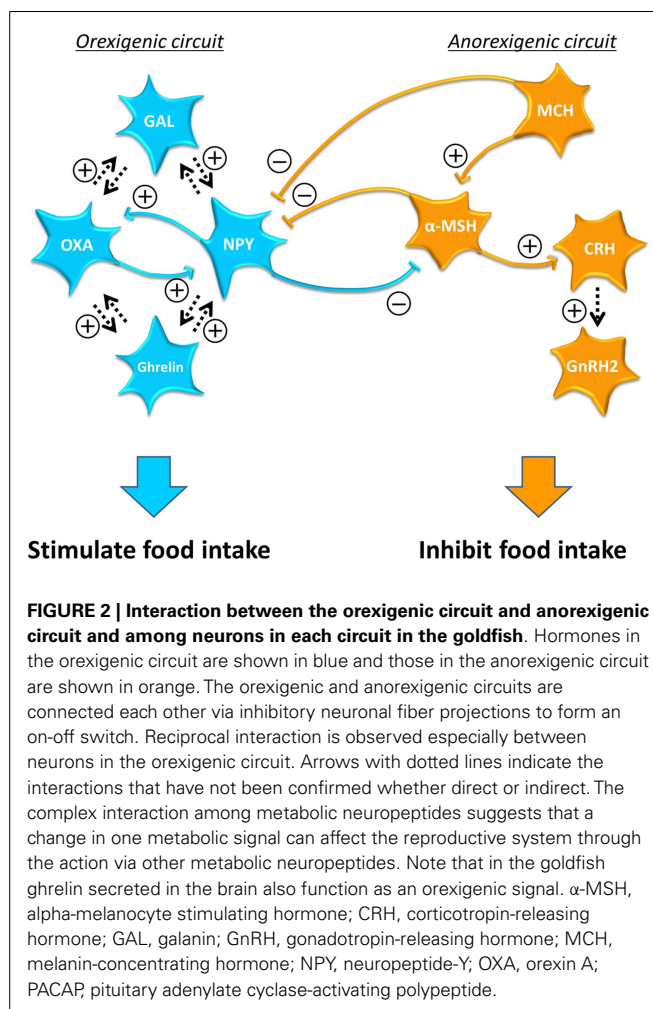 Orexigenic circuit
Anorexigenic circuit
GAL
MCH
+
+
−
+
+
−
OXA
NPY
α-MSH
+
CRH
+
+
+
−
+
Ghrelin
GnRH2
Stimulate food intake
Inhibit food intake
FIGURE 2 | Interaction between the orexigenic circuit and anorexigenic
circuit and among neurons in each circuit in the goldfish. Hormones in
the orexigenic circuit are shown in blue and those in the anorexigenic circuit
are shown in orange. The orexigenic and anorexigenic circuits are
connected each other via inhibitory neuronal fiber projections to form an
on-off switch. Reciprocal interaction is observed especially between
neurons in the orexigenic circuit. Arrows with dotted lines indicate the
interactions that have not been confirmed whether direct or indirect. The
complex interaction among metabolic neuropeptides suggests that a
change in one metabolic signal can affect the reproductive system through
the action via other metabolic neuropeptides. Note that in the goldfish
ghrelin secreted in the brain also function as an orexigenic signal. α-MSH,
alpha-melanocyte stimulating hormone; CRH, corticotropin-releasing
hormone; GAL, galanin; GnRH, gonadotropin-releasing hormone; MCH,
melanin-concentrating hormone; NPY, neuropeptide-Y; OXA, orexin A;
PACAP, pituitary adenylate cyclase-activating polypeptide.